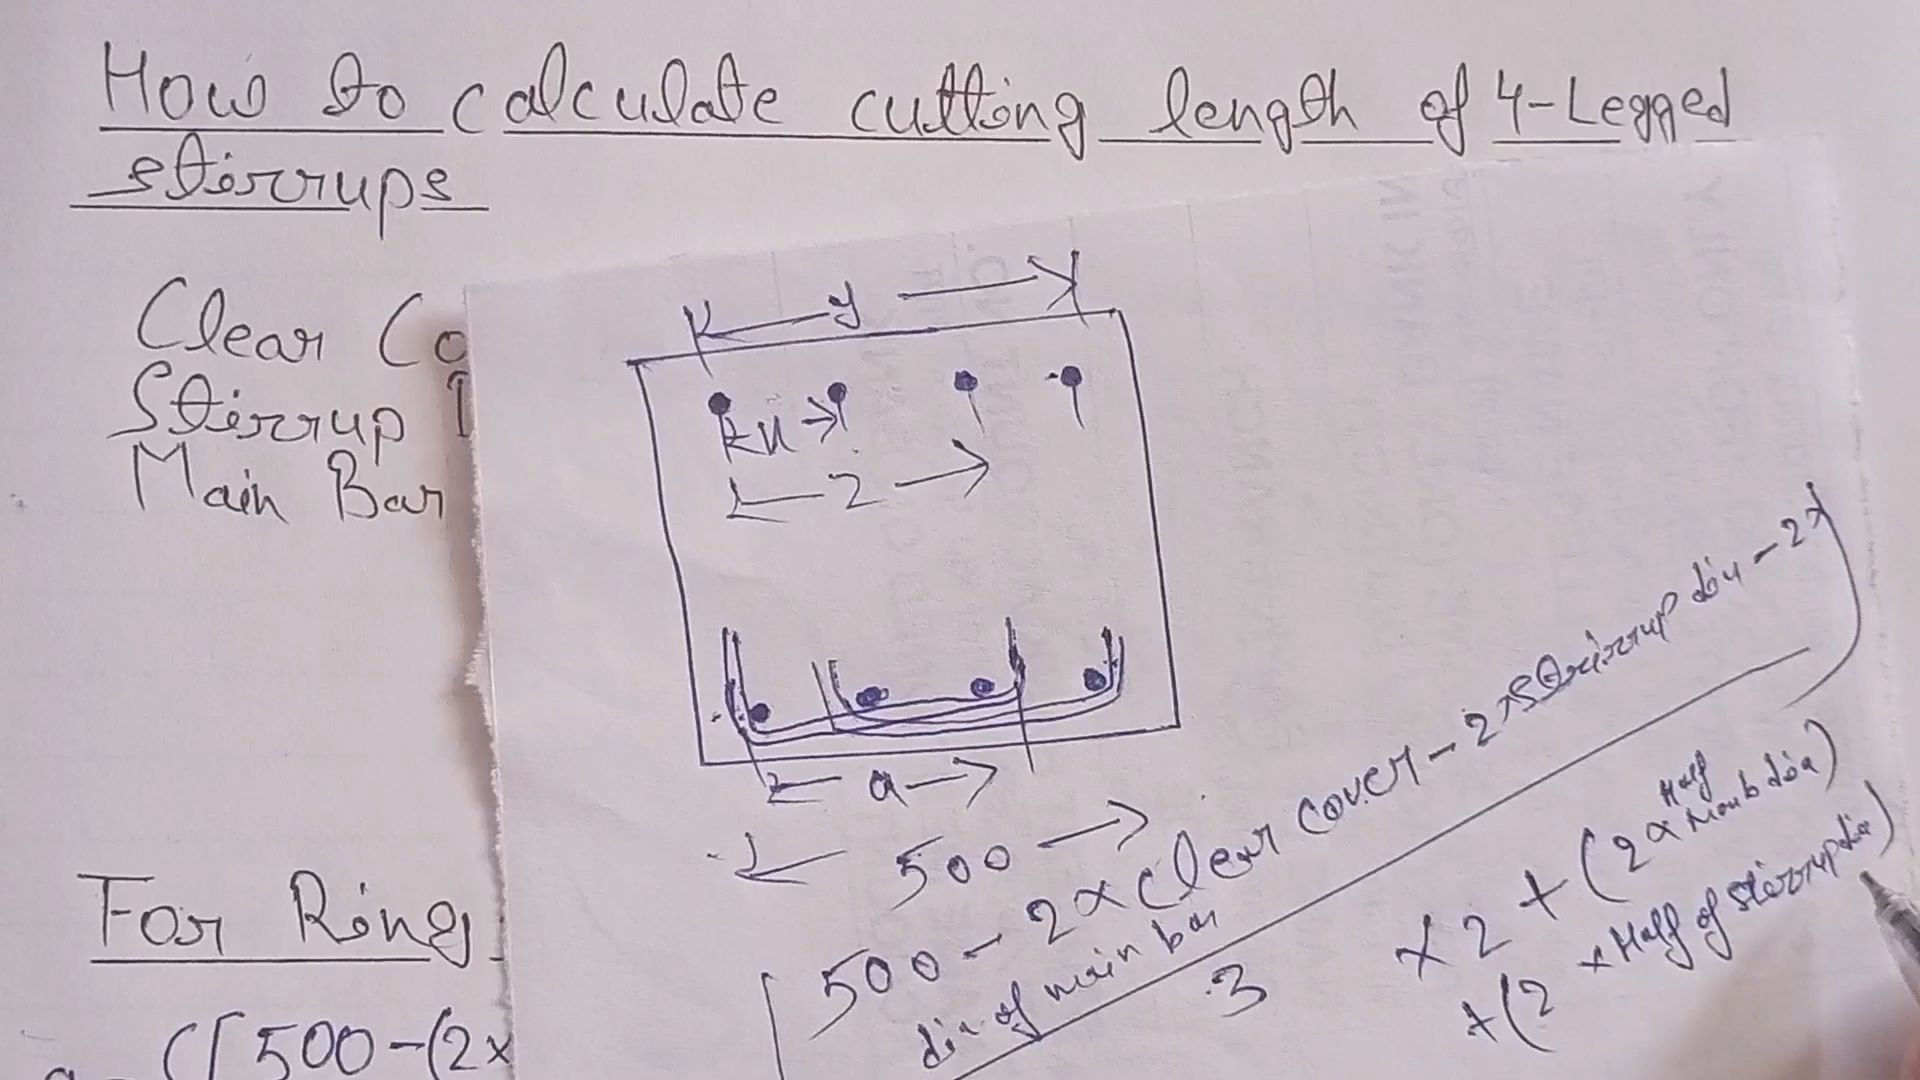 How to calculate cutting length of 4-Legged
stirrups
Clear Co
Stirrup
Main Bar
y
x
z
a
500
500 - 2 x Clear cover - 2 x stirrup dia - 2 x
dia of main bar
3
x 2 + (2 x Half Main b dia)
+ (2 x Half of stirrup dia)
For Ring
a = ([500-(2x